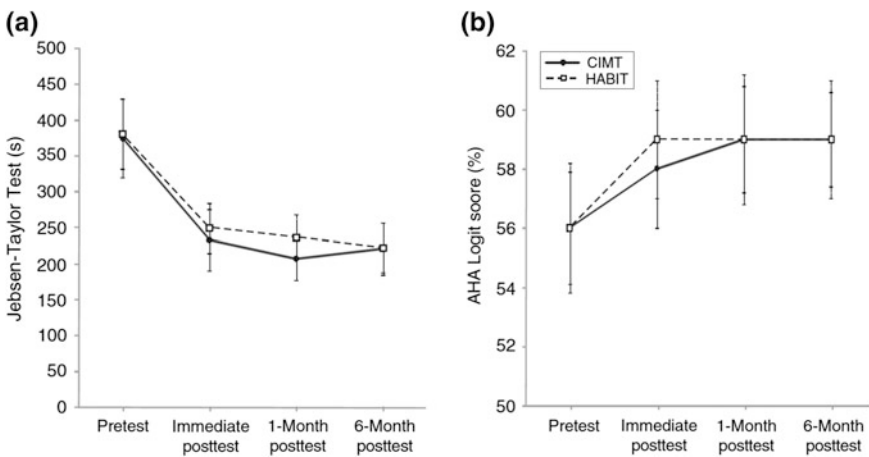 (a)
500
450
400
350
300
250
200
150
100
50
0
Jebsen-Taylor Test (s)
Pretest
Immediate
posttest
1-Month
posttest
6-Month
posttest
(b)
62
60
58
56
54
52
50
AHA Logit score (%)
CIMT
HABIT
Pretest
Immediate
posttest
1-Month
posttest
6-Month
posttest